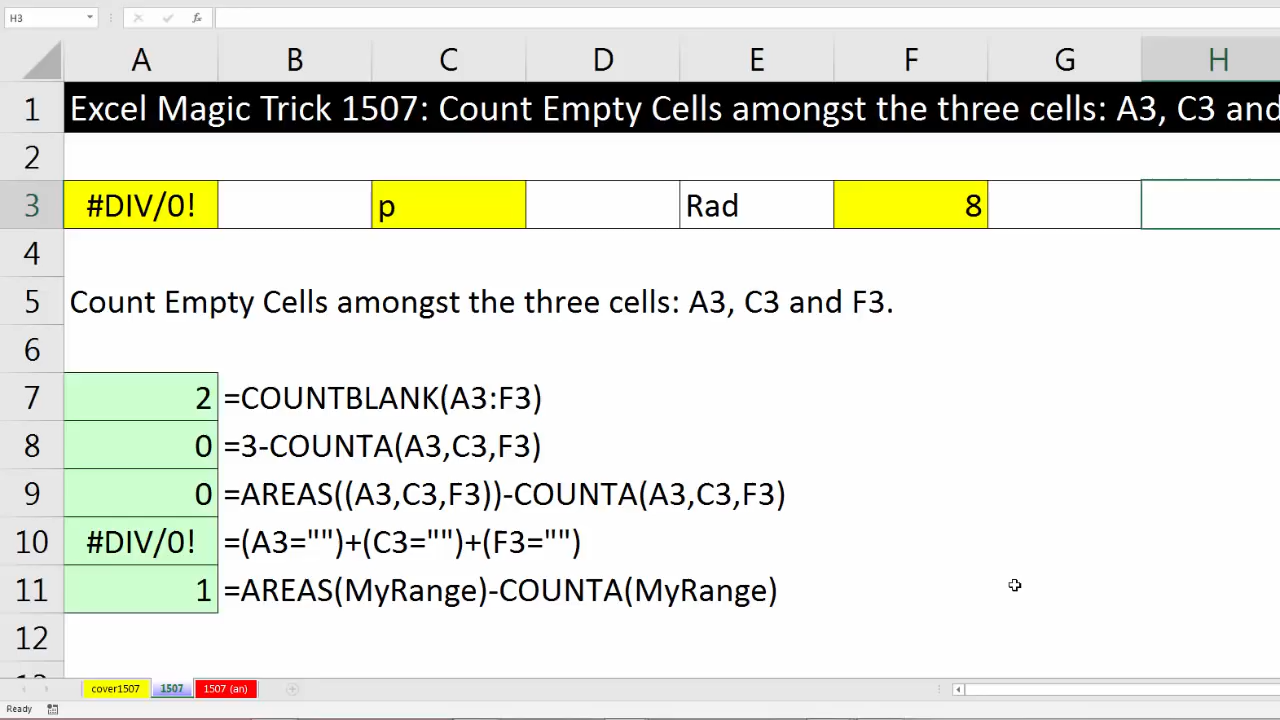 H3
fx
A B C D E F G H
1 Excel Magic Trick 1507: Count Empty Cells amongst the three cells: A3, C3 and
2
3 #DIV/0! p Rad 8
4
5 Count Empty Cells amongst the three cells: A3, C3 and F3.
6
7 2 =COUNTBLANK(A3:F3)
8 0 =3-COUNTA(A3,C3,F3)
9 0 =AREAS((A3,C3,F3))-COUNTA(A3,C3,F3)
10 #DIV/0! =(A3="")+(C3="")+(F3="")
11 1 =AREAS(MyRange)-COUNTA(MyRange)
12
cover1507 1507 1507 (an)
Ready